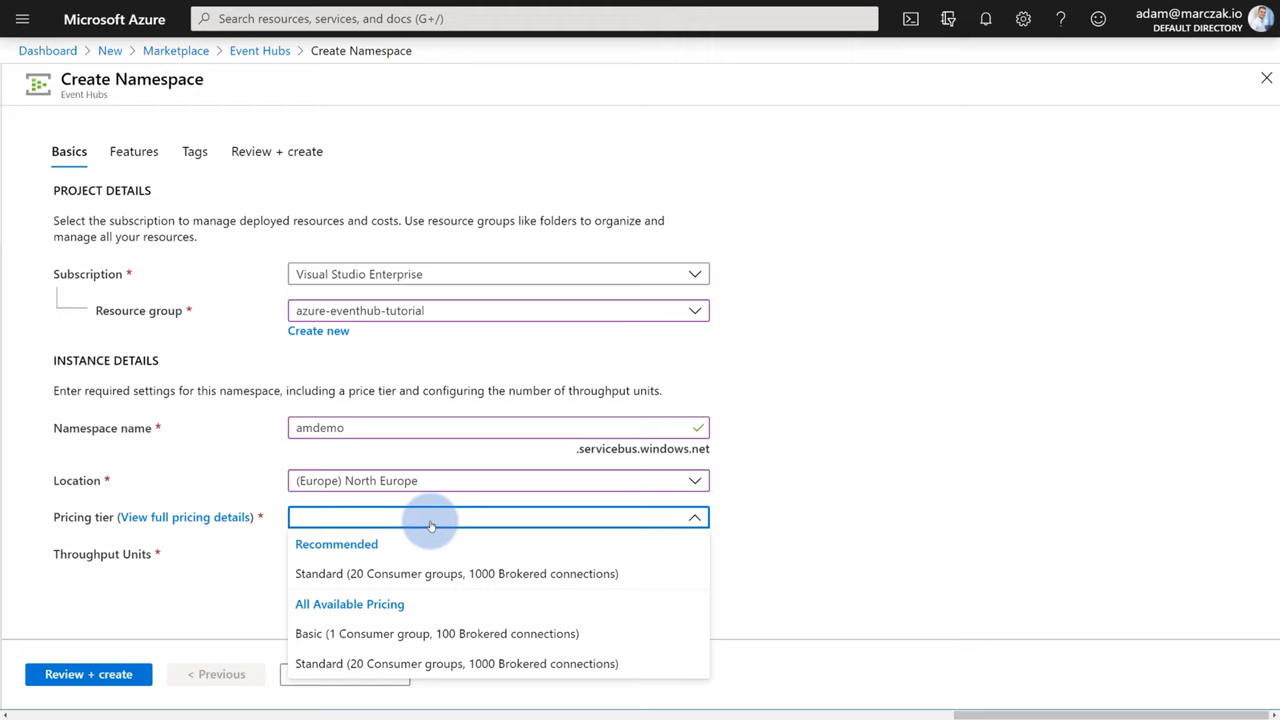 Microsoft Azure
Search resources, services, and docs (G+/)
adam@marczak.io
DEFAULT DIRECTORY
Dashboard > New > Marketplace > Event Hubs > Create Namespace
Create Namespace
Event Hubs
Basics Features Tags Review + create
PROJECT DETAILS
Select the subscription to manage deployed resources and costs. Use resource groups like folders to organize and
manage all your resources.
Subscription * Visual Studio Enterprise
Resource group * azure-eventhub-tutorial
Create new
INSTANCE DETAILS
Enter required settings for this namespace, including a price tier and configuring the number of throughput units.
Namespace name * amdemo
.servicebus.windows.net
Location * (Europe) North Europe
Pricing tier (View full pricing details) *
Recommended
Throughput Units *
Standard (20 Consumer groups, 1000 Brokered connections)
All Available Pricing
Basic (1 Consumer group, 100 Brokered connections)
Standard (20 Consumer groups, 1000 Brokered connections)
Review + create < Previous